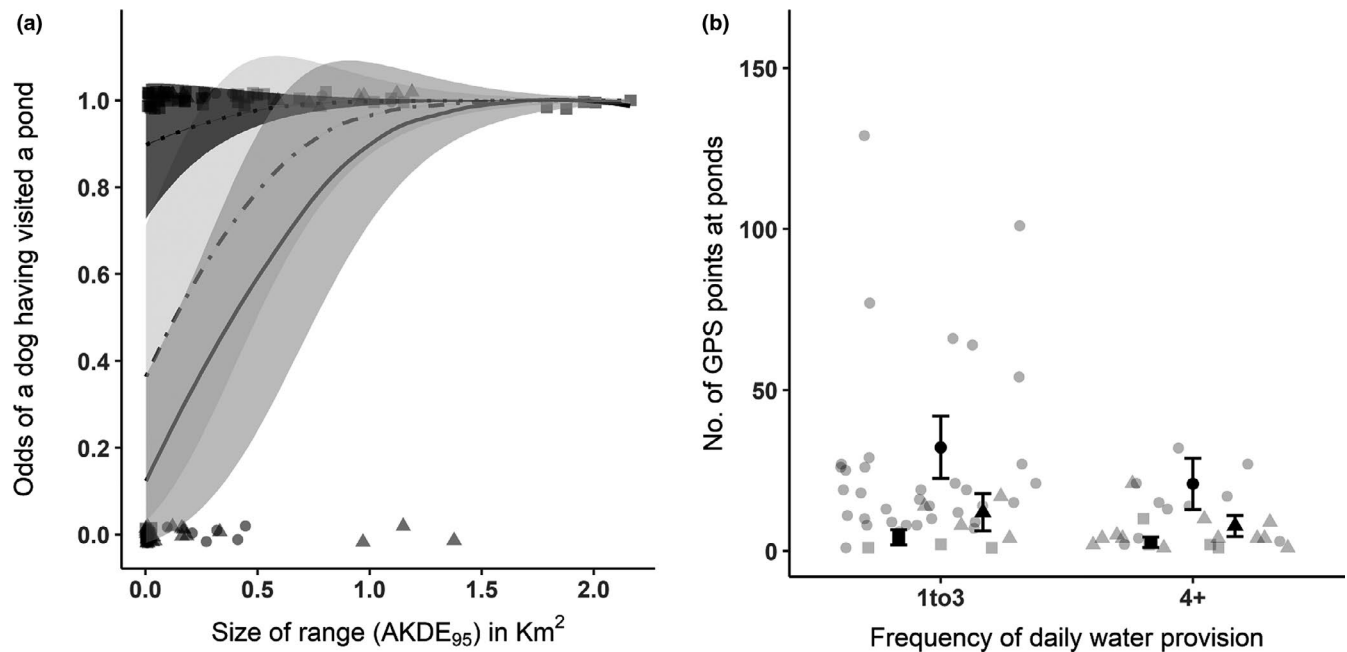 (a)
Odds of a dog having visited a pond
1.0
0.8
0.6
0.4
0.2
0.0
0.0 0.5 1.0 1.5 2.0
Size of range (AKDE₉₅) in Km²
(b)
No. of GPS points at ponds
150
100
50
0
1to3 4+
Frequency of daily water provision